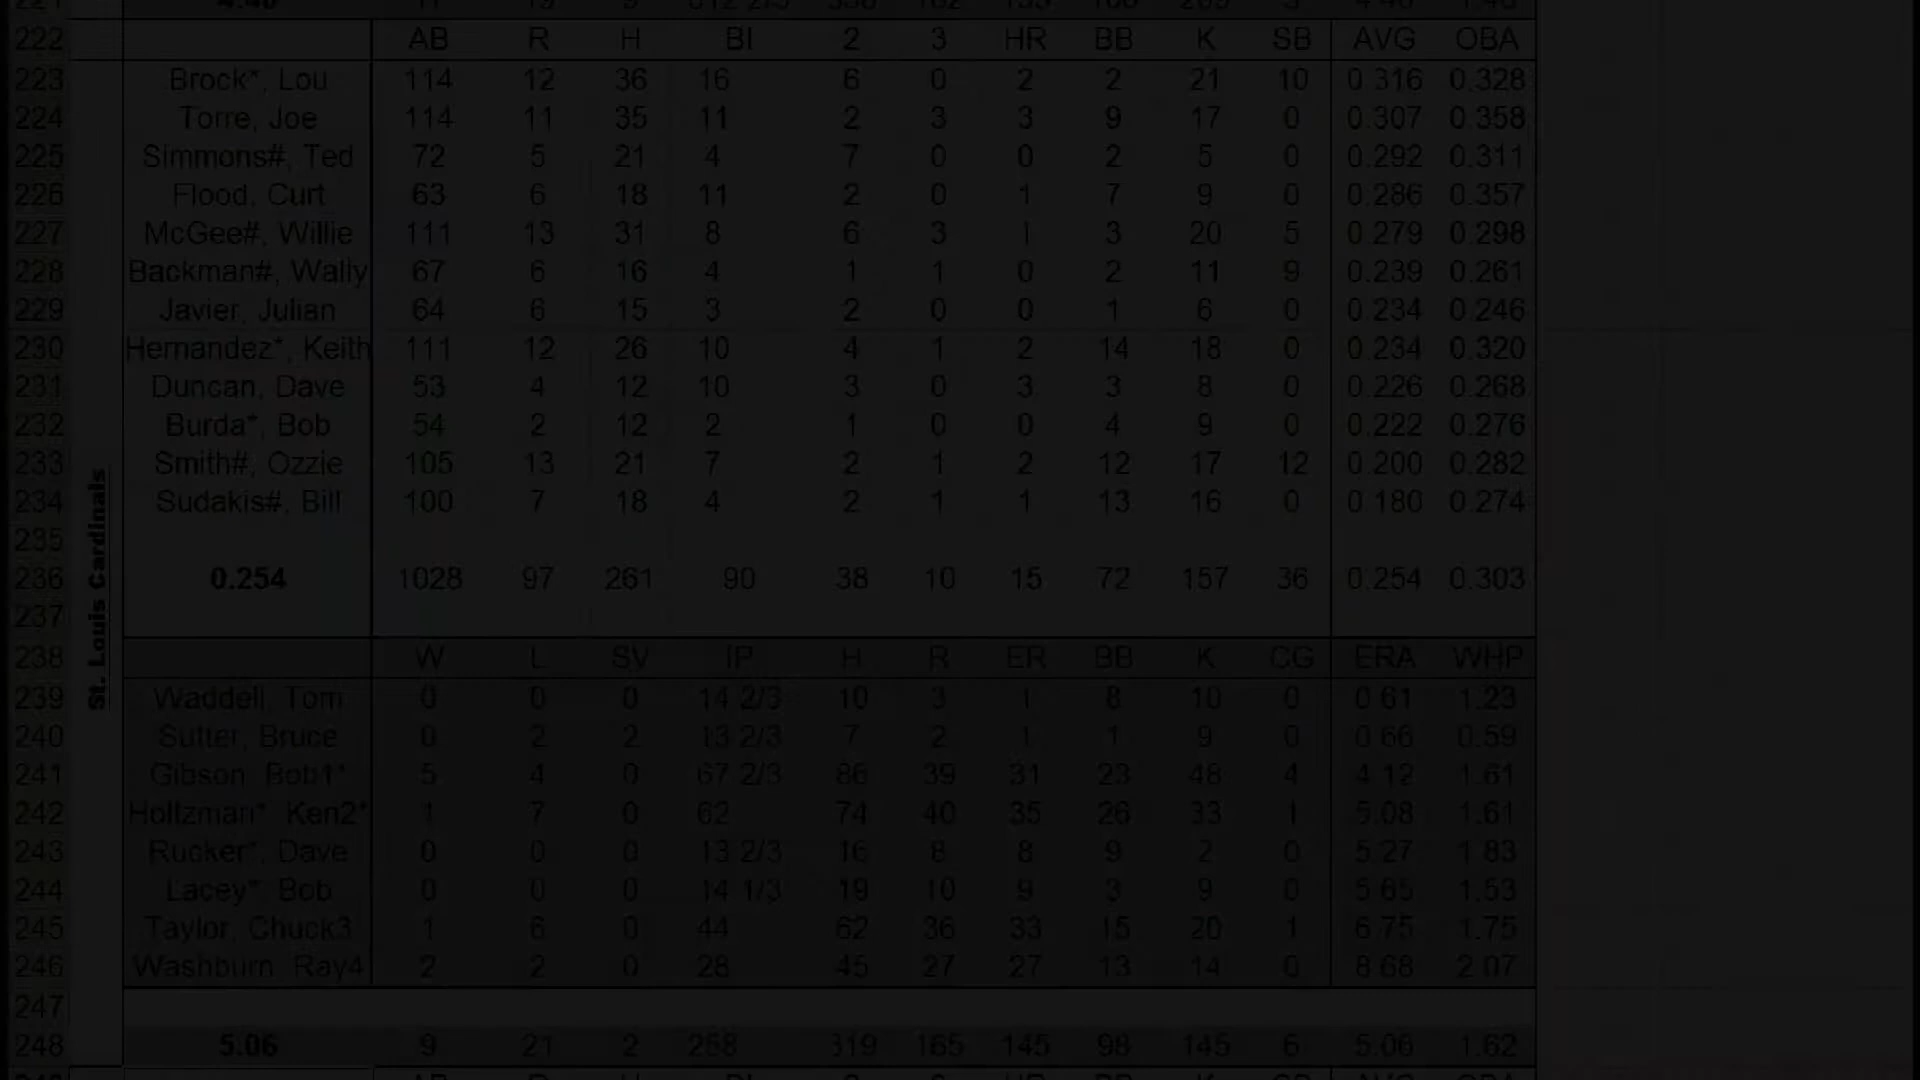 222 AB R H BI 2 3 HR BB K SB AVG OBA
223 Brock*, Lou 114 12 36 16 6 0 2 2 21 10 0.316 0.328
224 Torre, Joe 114 11 35 11 2 3 3 9 17 0 0.307 0.358
225 Simmons#, Ted 72 5 21 4 7 0 0 2 5 0 0.292 0.311
226 Flood, Curt 63 6 18 11 2 0 1 7 9 0 0.286 0.357
227 McGee#, Willie 111 13 31 8 6 3 1 3 20 5 0.279 0.298
228 Backman#, Wally 67 6 16 4 1 1 0 2 11 9 0.239 0.261
229 Javier, Julian 64 6 15 3 2 0 0 1 6 0 0.234 0.246
230 Hernandez*, Keith 111 12 26 10 4 1 2 14 18 0 0.234 0.320
231 Duncan, Dave 53 4 12 10 3 0 3 3 8 0 0.226 0.268
232 Burda*, Bob 54 2 12 2 1 0 0 4 9 0 0.222 0.276
233 Smith#, Ozzie 105 13 21 7 2 1 2 12 17 12 0.200 0.282
234 Sudakis#, Bill 100 7 18 4 2 1 1 13 16 0 0.180 0.274
235
St. Louis Cardinals
236 0.254 1028 97 261 90 38 10 15 72 157 36 0.254 0.303
237
238 W L SV IP H R ER BB K CG ERA WHP
239 Waddell, Tom 0 0 0 14 2/3 10 3 1 8 10 0 0.61 1.23
240 Sutter, Bruce 0 2 2 13 2/3 7 2 1 1 9 0 0.66 0.59
241 Gibson, Bob1* 5 4 0 67 2/3 86 39 31 23 48 4 4.12 1.61
242 Holtzman*, Ken2* 1 7 0 62 74 40 35 26 33 1 5.08 1.61
243 Rucker*, Dave 0 0 0 13 2/3 16 8 8 9 2 0 5.27 1.83
244 Lacey*, Bob 0 0 0 14 1/3 19 10 9 3 9 0 5.65 1.53
245 Taylor, Chuck3 1 6 0 44 62 36 33 15 20 1 6.75 1.75
246 Washburn, Ray4 2 2 0 28 45 27 27 13 14 0 8.68 2.07
247
248 5.06 9 21 2 258 319 165 145 98 145 6 5.06 1.62